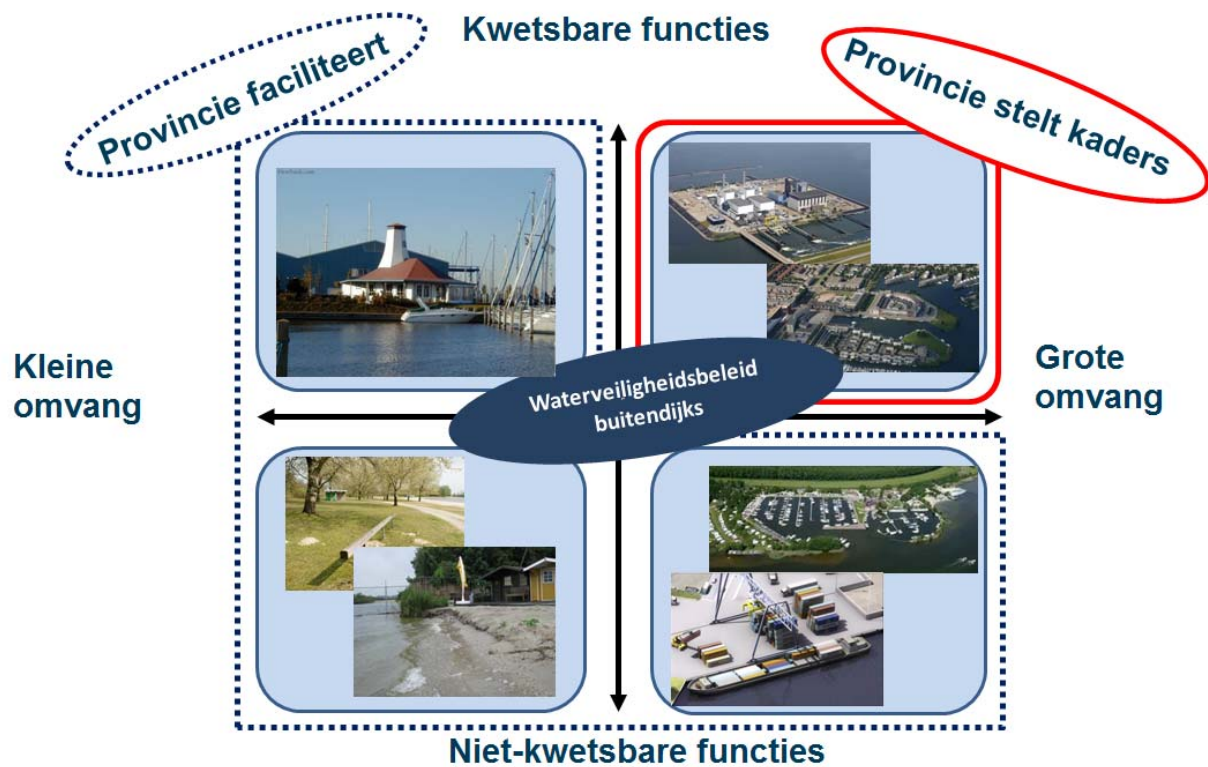 Kwetsbare functies
Provincie faciliteert
Provincie stelt kaders
Kleine
omvang
Waterveiligheidsbeleid
buitendijks
Grote
omvang
Niet-kwetsbare functies